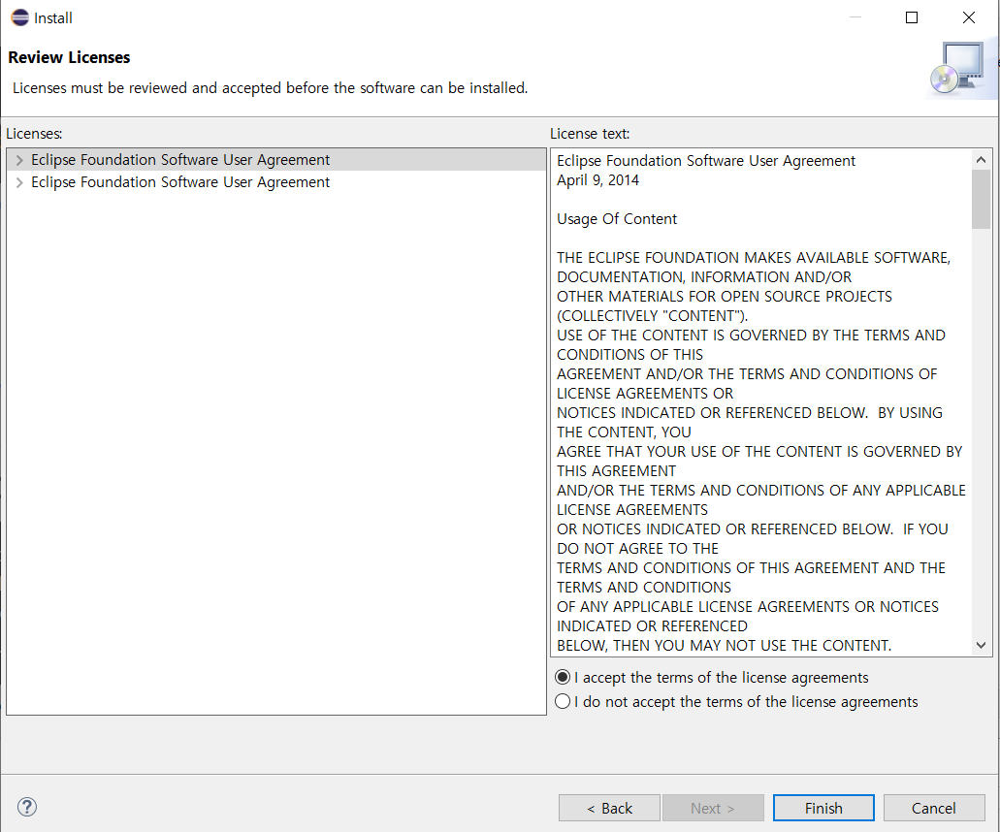 Install
Review Licenses
Licenses must be reviewed and accepted before the software can be installed.
Licenses:
Eclipse Foundation Software User Agreement
Eclipse Foundation Software User Agreement
License text:
Eclipse Foundation Software User Agreement
April 9, 2014
Usage Of Content
THE ECLIPSE FOUNDATION MAKES AVAILABLE SOFTWARE,
DOCUMENTATION, INFORMATION AND/OR
OTHER MATERIALS FOR OPEN SOURCE PROJECTS
(COLLECTIVELY "CONTENT").
USE OF THE CONTENT IS GOVERNED BY THE TERMS AND
CONDITIONS OF THIS
AGREEMENT AND/OR THE TERMS AND CONDITIONS OF
LICENSE AGREEMENTS OR
NOTICES INDICATED OR REFERENCED BELOW.  BY USING
THE CONTENT, YOU
AGREE THAT YOUR USE OF THE CONTENT IS GOVERNED BY
THIS AGREEMENT
AND/OR THE TERMS AND CONDITIONS OF ANY APPLICABLE
LICENSE AGREEMENTS
OR NOTICES INDICATED OR REFERENCED BELOW.  IF YOU
DO NOT AGREE TO THE
TERMS AND CONDITIONS OF THIS AGREEMENT AND THE
TERMS AND CONDITIONS
OF ANY APPLICABLE LICENSE AGREEMENTS OR NOTICES
INDICATED OR REFERENCED
BELOW, THEN YOU MAY NOT USE THE CONTENT.
I accept the terms of the license agreements
I do not accept the terms of the license agreements
?
< Back
Next >
Finish
Cancel